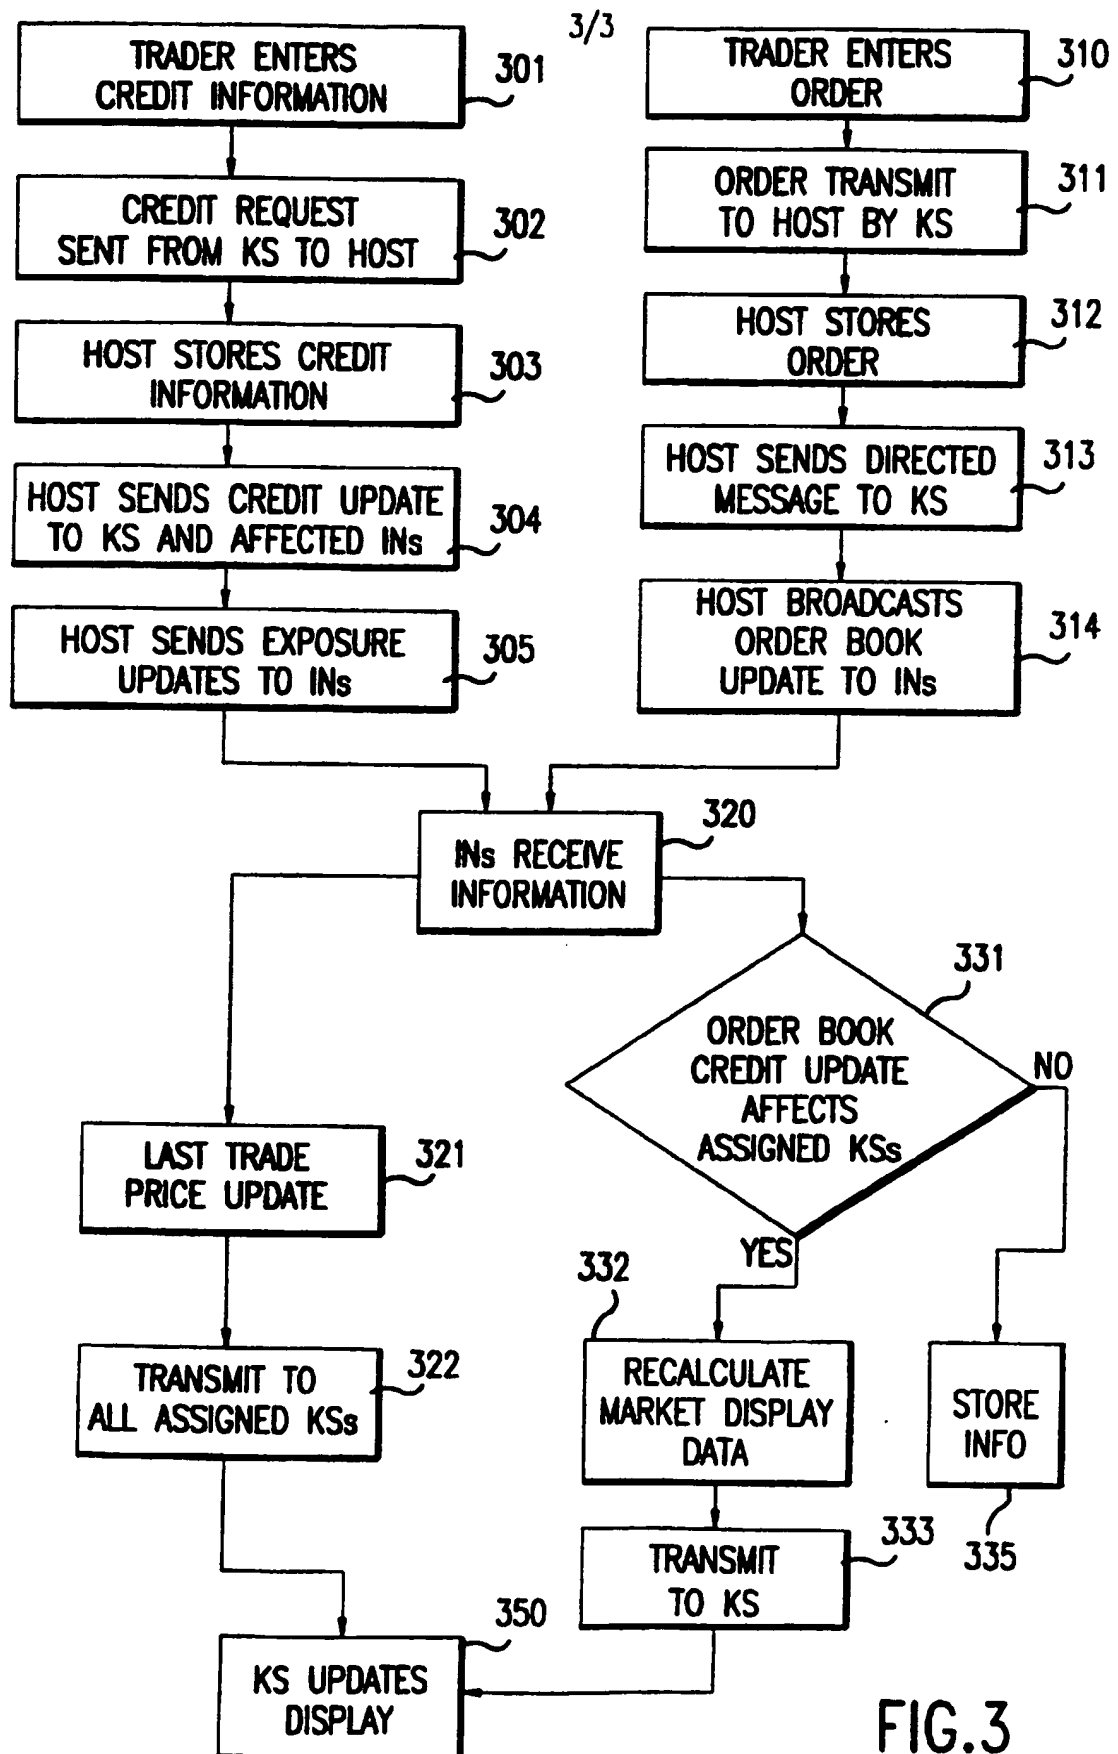 3/3
TRADER ENTERS
CREDIT INFORMATION
301
CREDIT REQUEST
SENT FROM KS TO HOST
302
HOST STORES CREDIT
INFORMATION
303
HOST SENDS CREDIT UPDATE
TO KS AND AFFECTED INs
304
HOST SENDS EXPOSURE
UPDATES TO INs
305
TRADER ENTERS
ORDER
310
ORDER TRANSMIT
TO HOST BY KS
311
HOST STORES
ORDER
312
HOST SENDS DIRECTED
MESSAGE TO KS
313
HOST BROADCASTS
ORDER BOOK
UPDATE TO INs
314
INs RECEIVE
INFORMATION
320
LAST TRADE
PRICE UPDATE
321
TRANSMIT TO
ALL ASSIGNED KSs
322
ORDER BOOK
CREDIT UPDATE
AFFECTS
ASSIGNED KSs
331
NO
YES
332
RECALCULATE
MARKET DISPLAY
DATA
STORE
INFO
335
TRANSMIT
TO KS
333
KS UPDATES
DISPLAY
350
FIG.3